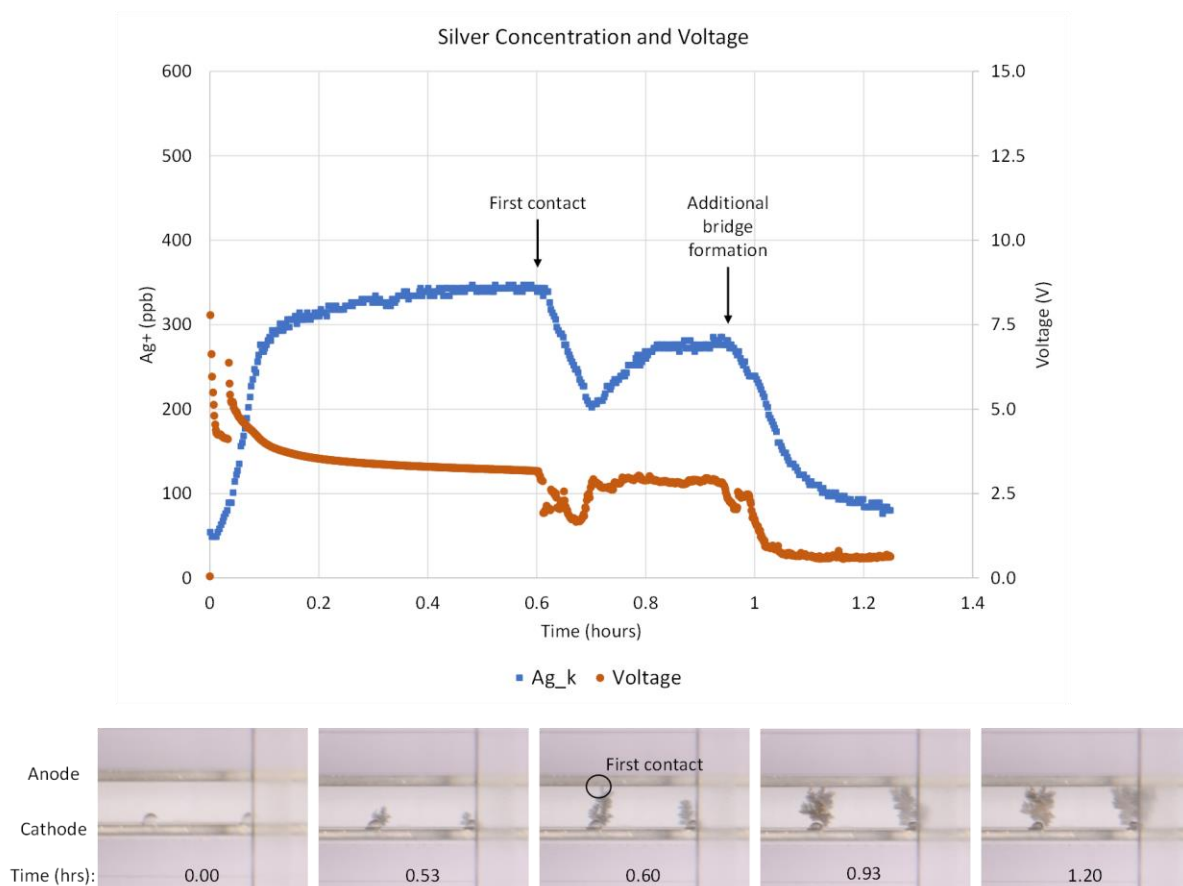 Silver Concentration and Voltage
600
500
400
300
200
100
0
Ag+ (ppb)
15.0
12.5
10.0
7.5
5.0
2.5
0.0
Voltage (V)
First contact
Additional
bridge
formation
0 0.2 0.4 0.6 0.8 1 1.2 1.4
Time (hours)
Ag_k Voltage
Anode
Cathode
First contact
Time (hrs): 0.00 0.53 0.60 0.93 1.20